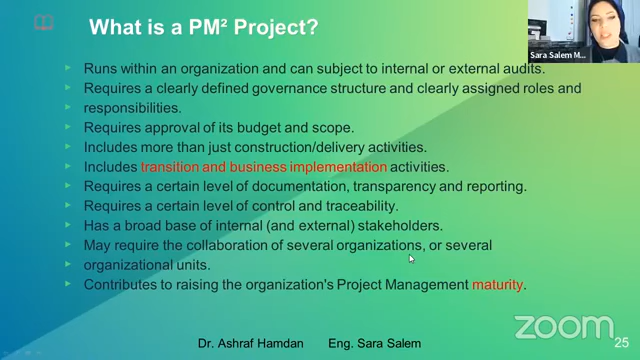 What is a PM² Project?
Sara Salem M...
Runs within an organization and can subject to internal or external audits.
Requires a clearly defined governance structure and clearly assigned roles and
responsibilities.
Requires approval of its budget and scope.
Includes more than just construction/delivery activities.
Includes transition and business implementation activities.
Requires a certain level of documentation, transparency and reporting.
Requires a certain level of control and traceability.
Has a broad base of internal (and external) stakeholders.
May require the collaboration of several organizations, or several
organizational units.
Contributes to raising the organization's Project Management maturity.
Dr. Ashraf Hamdan Eng. Sara Salem
zoom
25